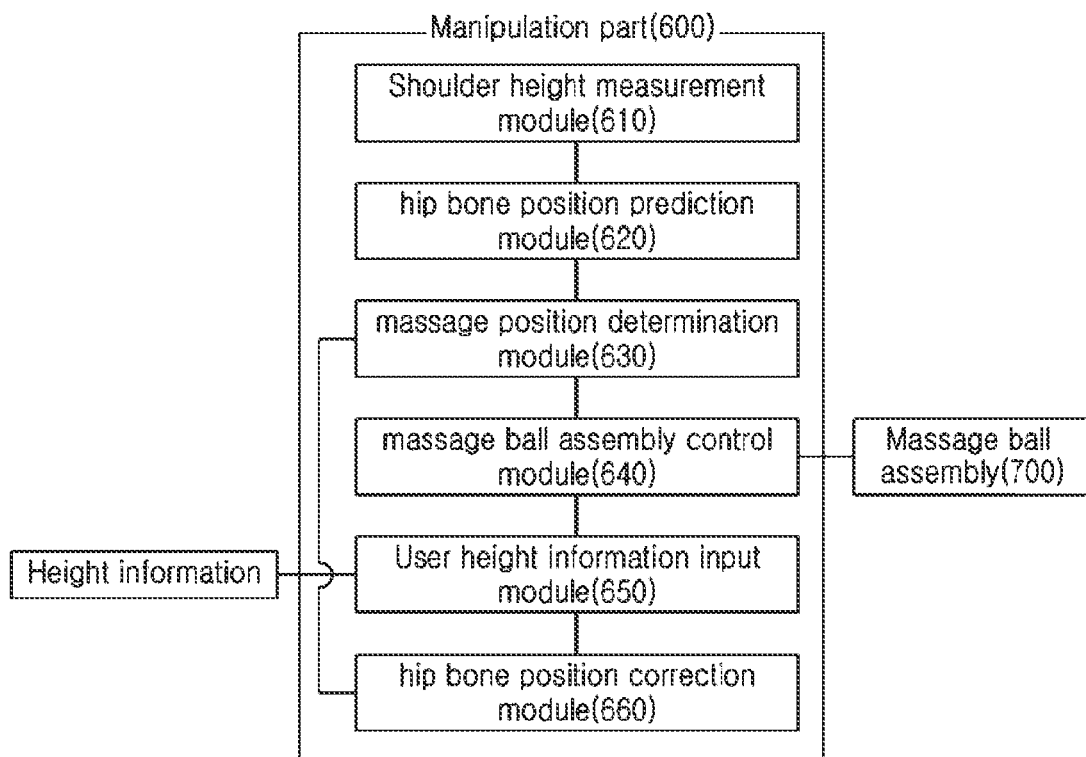 Manipulation part(600)
Shoulder height measurement
module(610)
hip bone position prediction
module(620)
massage position determination
module(630)
massage ball assembly control
module(640)
Massage ball
assembly(700)
Height information
User height information input
module(650)
hip bone position correction
module(660)